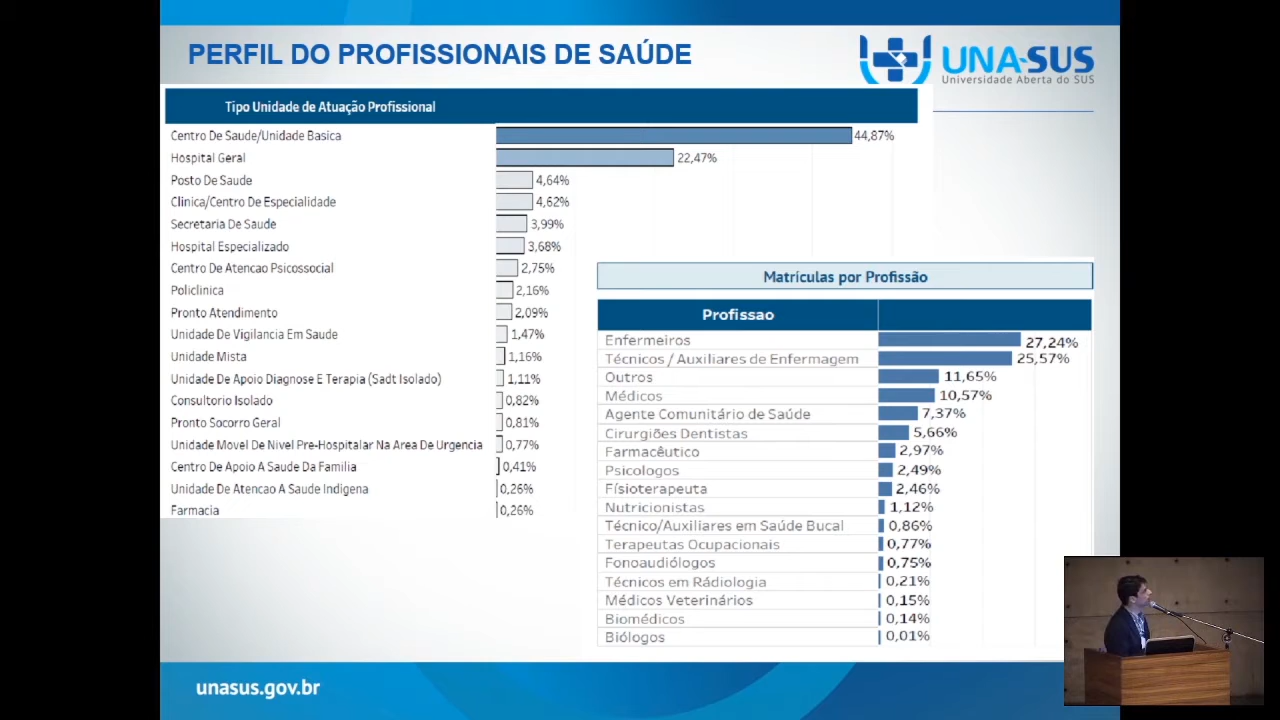 PERFIL DO PROFISSIONAIS DE SAÚDE
UNA-SUS
Universidade Aberta do SUS
Tipo Unidade de Atuação Profissional
Centro De Saude/Unidade Basica 44,87%
Hospital Geral 22,47%
Posto De Saude 4,64%
Clinica/Centro De Especialidade 4,62%
Secretaria De Saude 3,99%
Hospital Especializado 3,68%
Centro De Atencao Psicossocial 2,75%
Policlinica 2,16%
Pronto Atendimento 2,09%
Unidade De Vigilancia Em Saude 1,47%
Unidade Mista 1,16%
Unidade De Apoio Diagnose E Terapia (Sadt Isolado) 1,11%
Consultorio Isolado 0,82%
Pronto Socorro Geral 0,81%
Unidade Movel De Nivel Pre-Hospitalar Na Area De Urgencia 0,77%
Centro De Apoio A Saude Da Familia 0,41%
Unidade De Atencao A Saude Indigena 0,26%
Farmacia 0,26%
Matrículas por Profissão
Profissao
Enfermeiros 27,24%
Técnicos / Auxiliares de Enfermagem 25,57%
Outros 11,65%
Médicos 10,57%
Agente Comunitário de Saúde 7,37%
Cirurgiões Dentistas 5,66%
Farmacêutico 2,97%
Psicologos 2,49%
Físioterapeuta 2,46%
Nutricionistas 1,12%
Técnico/Auxiliares em Saúde Bucal 0,86%
Terapeutas Ocupacionais 0,77%
Fonoaudiólogos 0,75%
Técnicos em Rádiologia 0,21%
Médicos Veterinários 0,15%
Biomédicos 0,14%
Biólogos 0,01%
unasus.gov.br